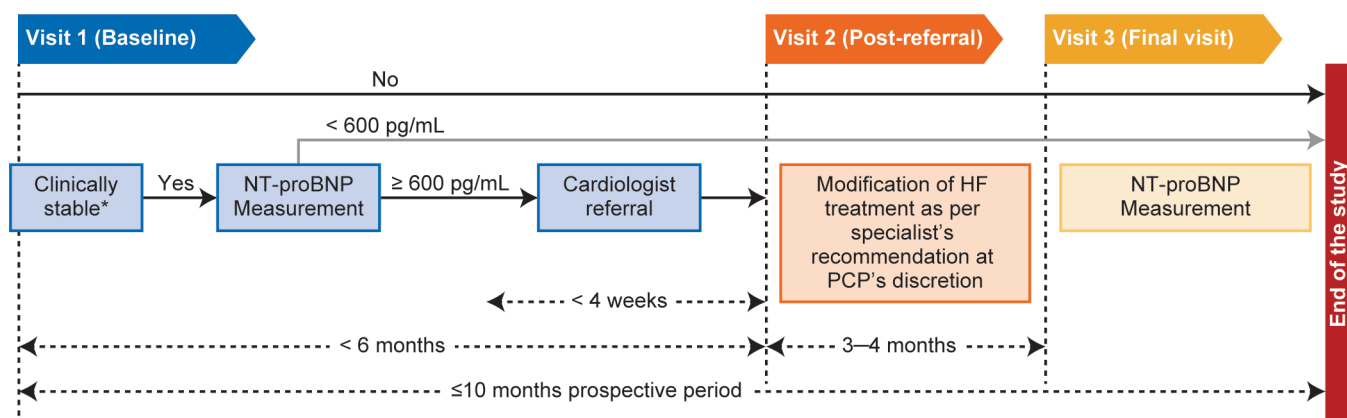 Visit 1 (Baseline)
Visit 2 (Post-referral)
Visit 3 (Final visit)
No
< 600 pg/mL
Clinically
stable*
Yes
NT-proBNP
Measurement
≥ 600 pg/mL
Cardiologist
referral
Modification of HF
treatment as per
specialist’s
recommendation at
PCP’s discretion
NT-proBNP
Measurement
< 4 weeks
< 6 months
3–4 months
≤10 months prospective period
End of the study